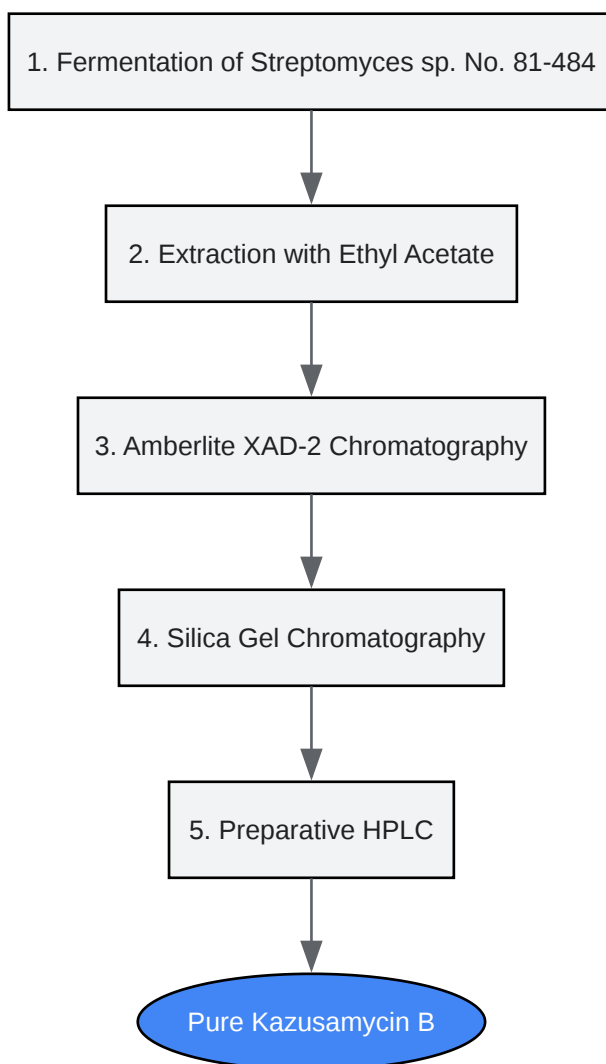 1. Fermentation of Streptomyces sp. No. 81-484
2. Extraction with Ethyl Acetate
3. Amberlite XAD-2 Chromatography
4. Silica Gel Chromatography
5. Preparative HPLC
Pure Kazusamycin B